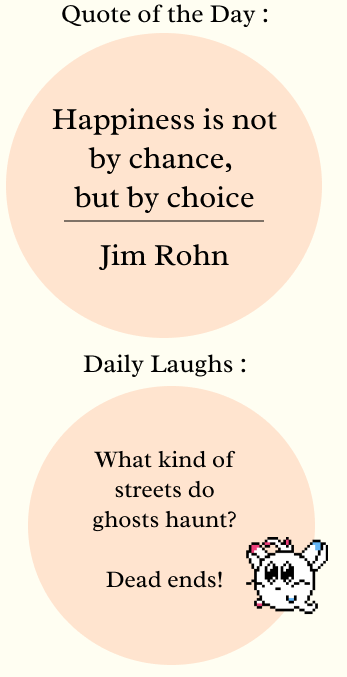 Quote of the Day :
Happiness is not
by chance,
but by choice
Jim Rohn
Daily Laughs :
What kind of
streets do
ghosts haunt?
Dead ends!